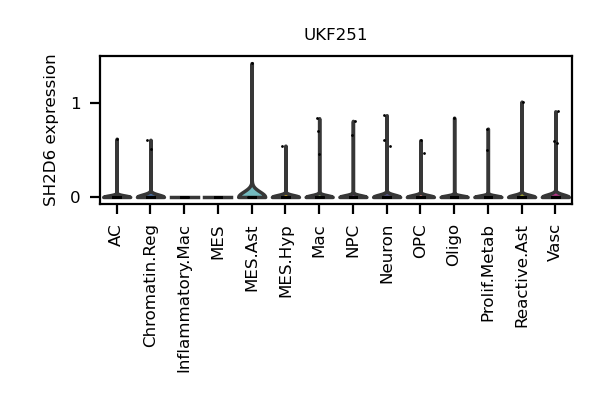 UKF251
SH2D6 expression
1
0
AC
Chromatin.Reg
Inflammatory.Mac
MES
MES.Ast
MES.Hyp
Mac
NPC
Neuron
OPC
Oligo
Prolif.Metab
Reactive.Ast
Vasc